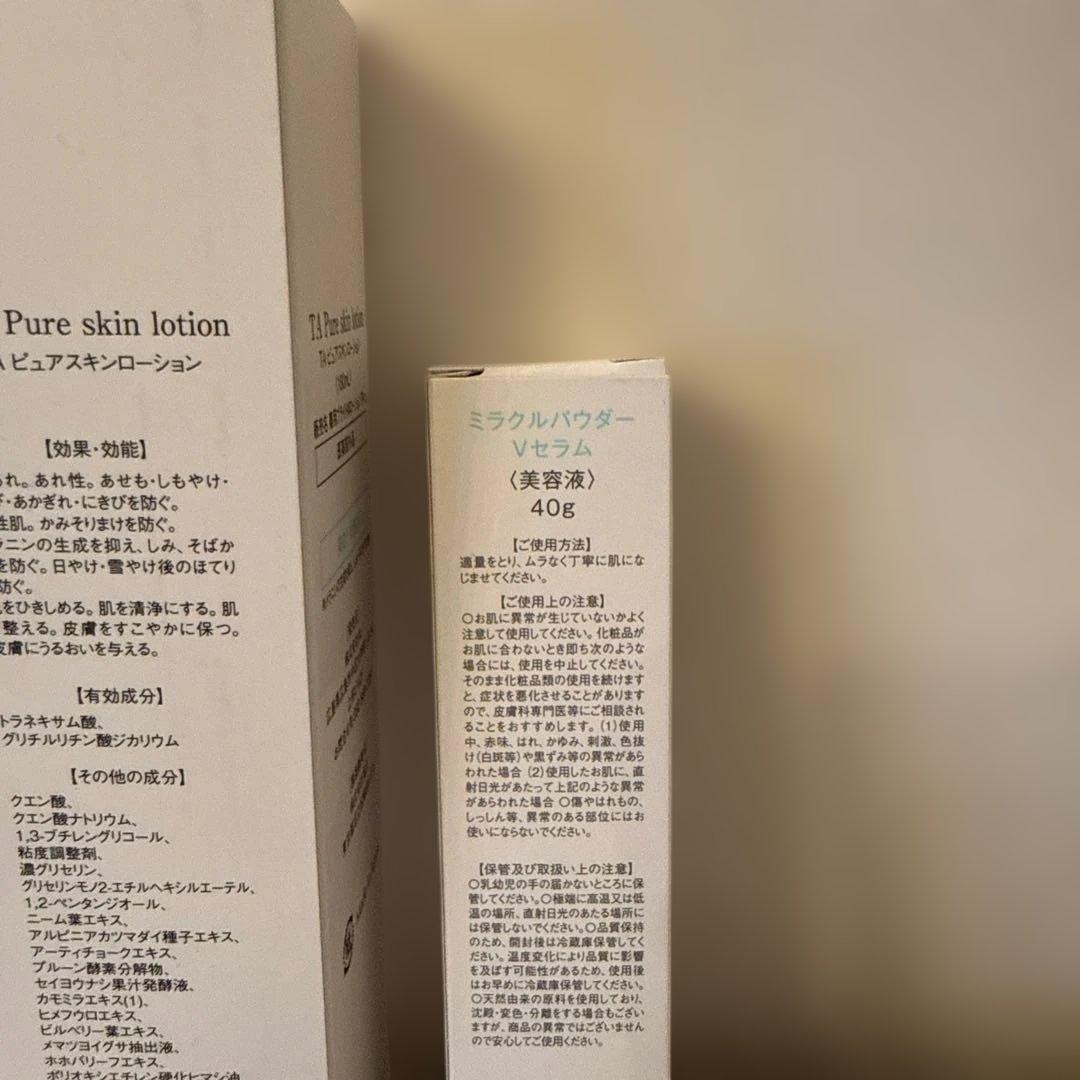 Pure skin lotion
ピュアスキンローション
【効果・効能】
れ。あれ性。あせも・しもやけ・
・あかぎれ・にきびを防ぐ。
性肌。かみそりまけを防ぐ。
ラニンの生成を抑え、しみ、そばか
を防ぐ。日やけ・雪やけ後のほてり
防ぐ。
をひきしめる。肌を清浄にする。肌
整える。皮膚をすこやかに保つ。
皮膚にうるおいを与える。
【有効成分】
トラネキサム酸、
グリチルリチン酸ジカリウム
【その他の成分】
クエン酸、
クエン酸ナトリウム、
1,3-ブチレングリコール、
粘度調整剤、
濃グリセリン、
グリセリンモノ2-エチルヘキシルエーテル、
1,2-ペンタンジオール、
ニーム葉エキス、
アルピニアカツマダイ種子エキス、
アーティチョークエキス、
プルーン酵素分解物、
セイヨウナシ果汁発酵液、
カモミラエキス(1)、
ヒメフウロエキス、
ビルベリー葉エキス、
メマツヨイグサ抽出液、
ホホバリーフエキス、
ポリオキシエチレン硬化ヒマシ油
TA Pure skin lotion
TAピュアスキンローション
ミラクルパウダー
Vセラム
〈美容液〉
40g
【ご使用方法】
適量をとり、ムラなく丁寧に肌にな
じませてください。
【ご使用上の注意】
○お肌に異常が生じていないかよく
注意して使用してください。化粧品が
お肌に合わないとき即ち次のような
場合には、使用を中止してください。
そのまま化粧品類の使用を続けます
と、症状を悪化させることがあります
ので、皮膚科専門医等にご相談され
ることをおすすめします。(1)使用
中、赤味、はれ、かゆみ、刺激、色抜
け(白斑等)や黒ずみ等の異常があら
われた場合 (2)使用したお肌に、直
射日光があたって上記のような異常
があらわれた場合 ○傷やはれもの、
しっしん等、異常のある部位にはお
使いにならないでください。
【保管及び取扱い上の注意】
○乳幼児の手の届かないところに保
管してください。○極端に高温又は低
温の場所、直射日光のあたる場所に
は保管しないでください。○品質保持
のため、開封後は冷蔵庫保管してく
ださい。温度変化により品質に影響
を及ぼす可能性があるため、使用後
はお早めに冷蔵庫保管してください。
○天然由来の原料を使用しており、
沈殿・変色・分離をする場合もござい
ますが、商品の異常ではございません
ので安心してご使用ください。